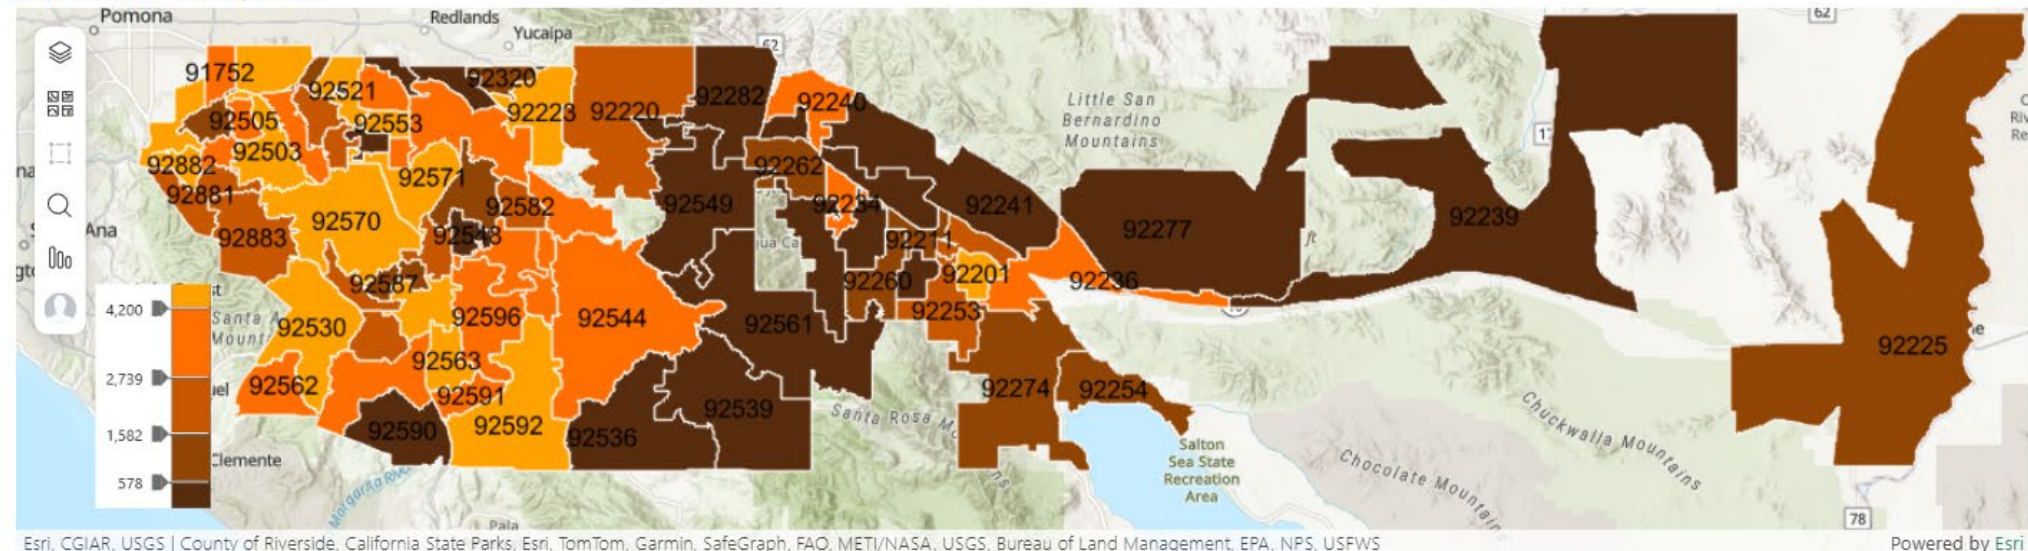 Pomona
Redlands
Yucaipa
62
62
91752
92320
92521
92223
92220
92282
92240
92505
92553
92503
92882
92571
92262
92881
92582
92549
92234
92241
92570
92883
92548
92211
92277
92239
92587
92260
92201
92236
92530
92596
92544
92561
92253
92225
92563
92562
92591
92274
92254
92590
92592
92536
92539
Little San
Bernardino
Mountains
Ana
Santa A
Mount
4,200
2,739
1,582
578
Clemente
Pala
Santa Rosa
Salton
Sea State
Recreation
Area
Chuckwalla Mountains
Chocolate Mountain
78
Esri, CGIAR, USGS | County of Riverside, California State Parks, Esri, TomTom, Garmin, SafeGraph, FAO, METI/NASA, USGS, Bureau of Land Management, EPA, NPS, USFWS
Powered by Esri